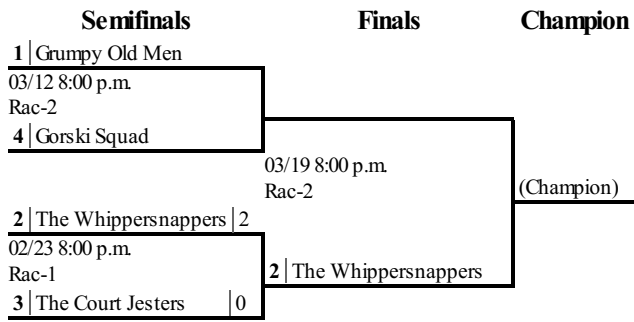 Semifinals Finals Champion
1 Grumpy Old Men
03/12 8:00 p.m.
Rac-2
4 Gorski Squad
03/19 8:00 p.m.
Rac-2
(Champion)
2 The Whippersnappers 2
02/23 8:00 p.m.
Rac-1
2 The Whippersnappers
3 The Court Jesters 0